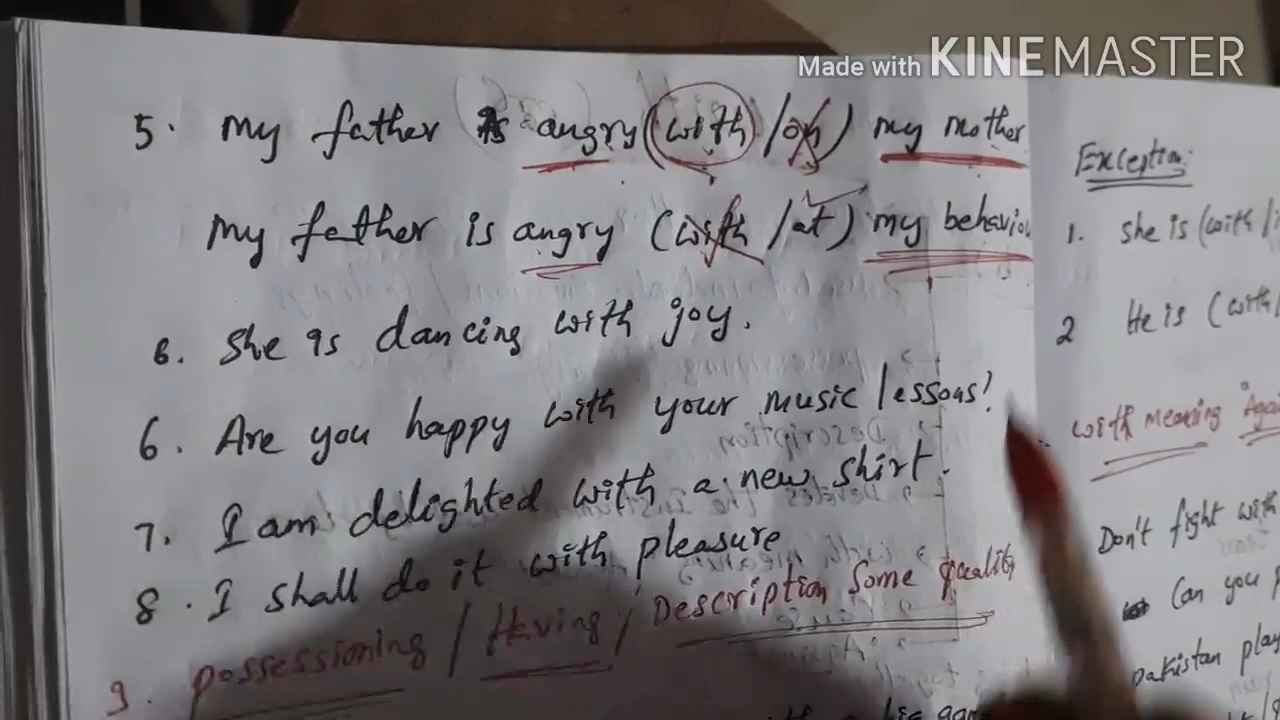 Made with KINEMASTER
5. My father is angry (with/on) my mother
My father is angry (with/at) my behaviou
6. She is dancing with joy.
6. Are you happy with your music lessons?
7. I am delighted with a new shirt.
8. I shall do it with pleasure
9. Possessioning / Having / Description Some quality
Exception:
1. She is (with/
2 He is (with/
with meaning Aga
Don't fight with
Can you
Pakistan play